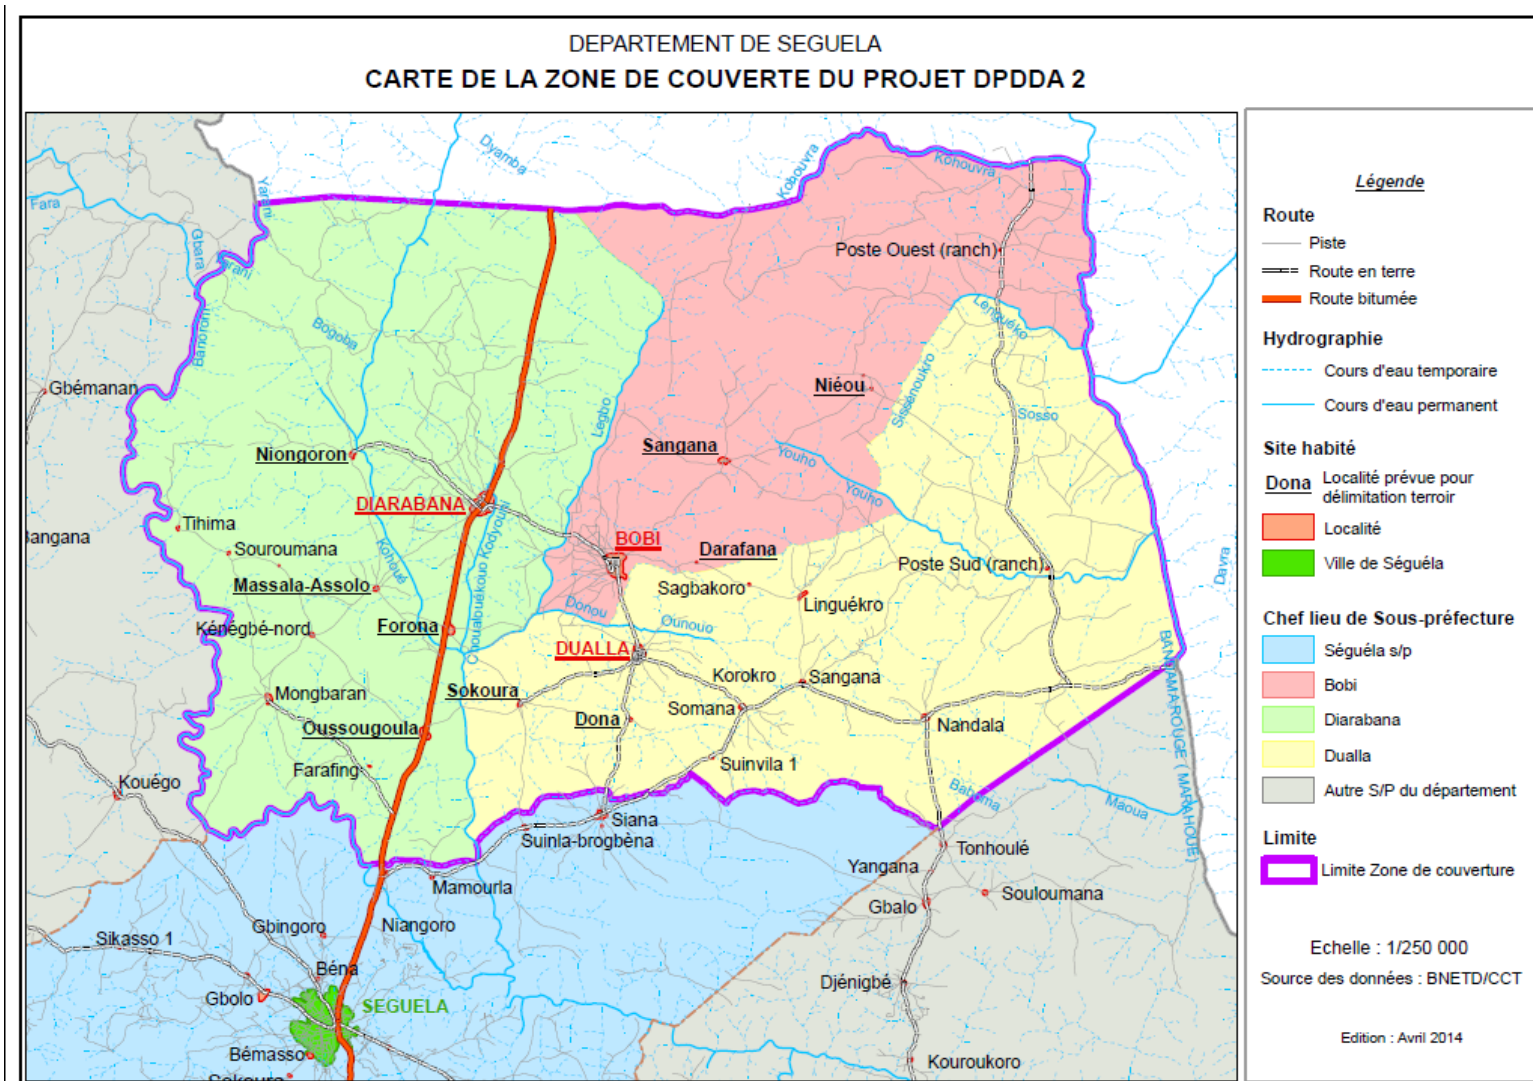 DEPARTEMENT DE SEGUELA
CARTE DE LA ZONE DE COUVERTE DU PROJET DPDDA 2
Dyamba
Kohouvra
Kohouvra
Yarani
Fara
Gbara
Yarani
Poste Ouest (ranch)
Banoroni
Bogoba
Lenguéko
Gbémanan
Niéou
Sissénoukro
Legbo
Sosso
Niongoron
Sangana
Youho
Youho
DIARABANA
Tihima
Bangana
Souroumana
Kohoué
BOBI
Darafana
Poste Sud (ranch)
Davra
Massala-Assolo
Sagbakoro
Linguékro
Donou
Ounouo
Kénégbé-nord
Forona
DUALLA
Korokro
Sangana
Mongbaran
Sokoura
Dona
Somana
Nandala
Oussougoula
Farafing
Suinvila 1
Kouégo
Babema
Maoua
Siana
Suinla-brogbèna
Tonhoulé
Yangana
Mamourla
Souloumana
Gbalo
Niangoro
Gbingoro
Sikasso 1
Béna
Djénigbé
Gbolo
SEGUELA
Bémasso
Kouroukoro
Sokoura
Légende
Route
Piste
Route en terre
Route bitumée
Hydrographie
Cours d'eau temporaire
Cours d'eau permanent
Site habité
Dona Localité prévue pour
délimitation terroir
Localité
Ville de Séguéla
Chef lieu de Sous-préfecture
Séguéla s/p
Bobi
Diarabana
Dualla
Autre S/P du département
Limite
Limite Zone de couverture
Echelle : 1/250 000
Source des données : BNETD/CCT
Edition : Avril 2014